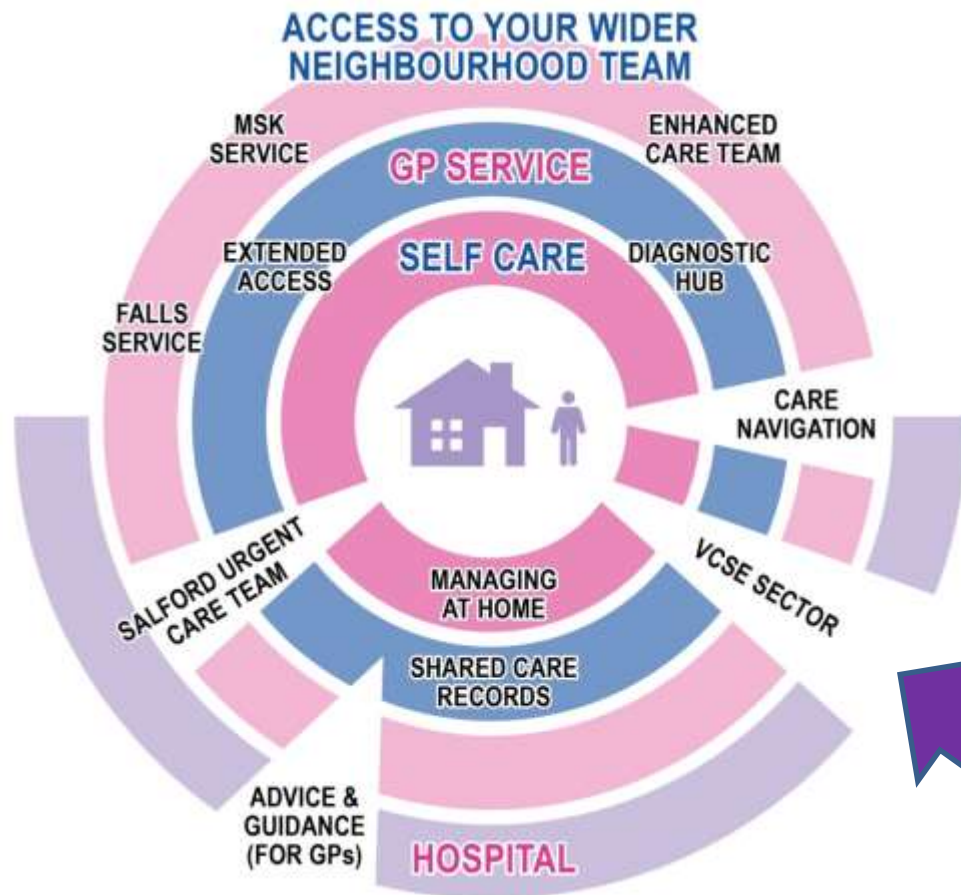 ACCESS TO YOUR WIDER
NEIGHBOURHOOD TEAM
MSK
SERVICE
ENHANCED
CARE TEAM
GP SERVICE
EXTENDED
ACCESS
SELF CARE
DIAGNOSTIC
HUB
FALLS
SERVICE
CARE
NAVIGATION
SALFORD URGENT
CARE TEAM
MANAGING
AT HOME
VCSE SECTOR
SHARED CARE
RECORDS
ADVICE &
GUIDANCE
(FOR GPs)
HOSPITAL